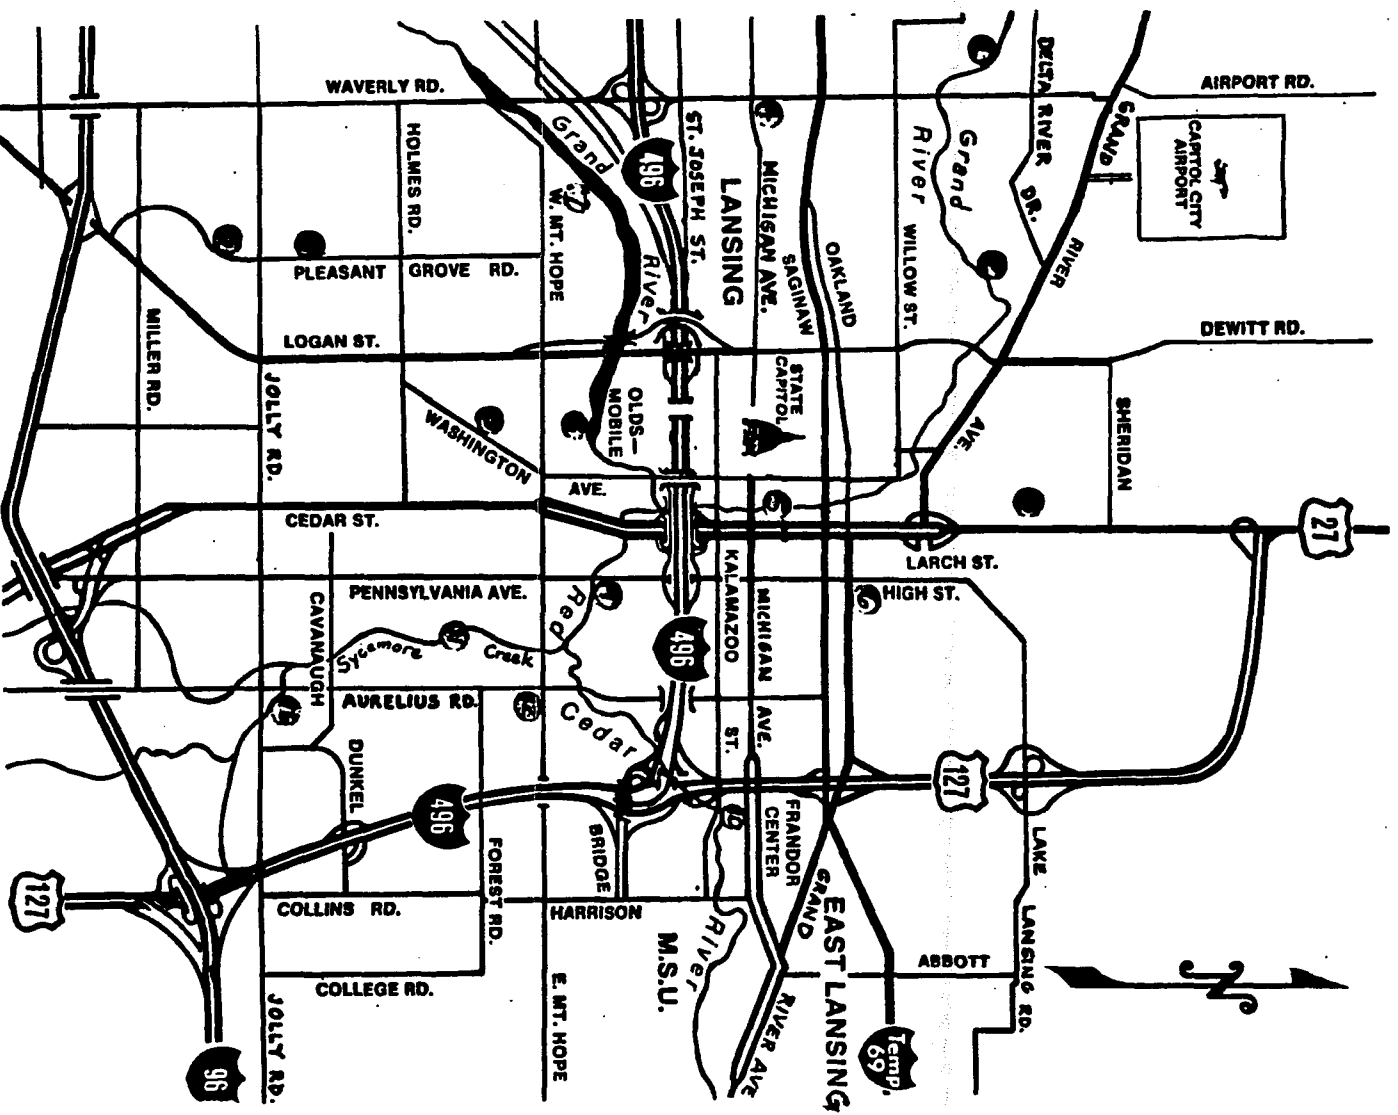 WAVERLY RD.
AIRPORT RD.
CAPITOL CITY
AIRPORT
DELTA RIVER
DR.
GRAND
RIVER
AVE.
Grand
River
Grand
River
HOLMES RD.
496
ST. JOSEPH ST.
LANSING
MICHIGAN AVE.
SAGINAW
OAKLAND
WILLOW ST.
W. MT. HOPE
PLEASANT GROVE RD.
MILLER RD.
LOGAN ST.
DEWITT RD.
JOLLY RD.
WASHINGTON
AVE.
OLDS-
MOBILE
STATE
CAPITOL
SHERIDAN
CEDAR ST.
27
LARCH ST.
PENNSYLVANIA AVE.
HIGH ST.
KALAMAZOO
ST.
MICHIGAN AVE.
CAVANAUGH
Sycamore Creek
Red
Cedar
River
496
AURELIUS RD.
DUNKEL
496
127
FRANDOR
CENTER
LAKE
LANSING RD.
BRIDGE
FOREST RD.
127
COLLINS RD.
HARRISON
M.S.U.
GRAND
RIVER AVE
EAST LANSING
ABBOTT
N
COLLEGE RD.
E. MT. HOPE
JOLLY RD.
Temp.
69
96
5
6
10